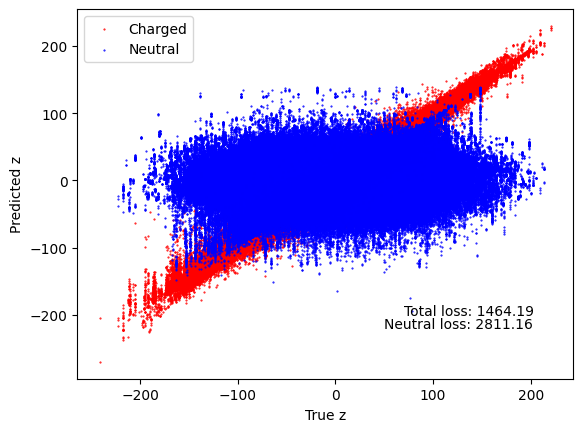 Charged
Neutral
200
100
0
−100
−200
Predicted z
Total loss: 1464.19
Neutral loss: 2811.16
−200
−100
0
100
200
True z